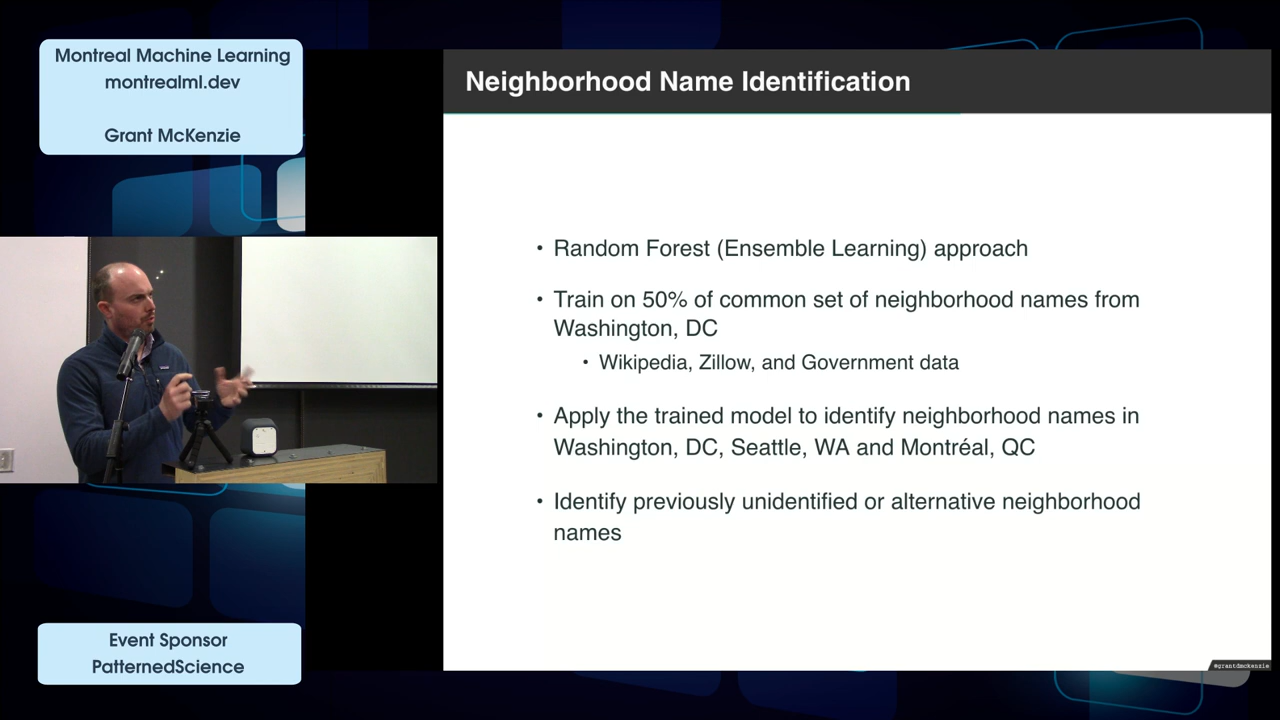 Montreal Machine Learning
montrealml.dev
Grant McKenzie
Neighborhood Name Identification
• Random Forest (Ensemble Learning) approach
• Train on 50% of common set of neighborhood names from
Washington, DC
• Wikipedia, Zillow, and Government data
• Apply the trained model to identify neighborhood names in
Washington, DC, Seattle, WA and Montréal, QC
• Identify previously unidentified or alternative neighborhood
names
Event Sponsor
PatternedScience
@grantdmckenzie